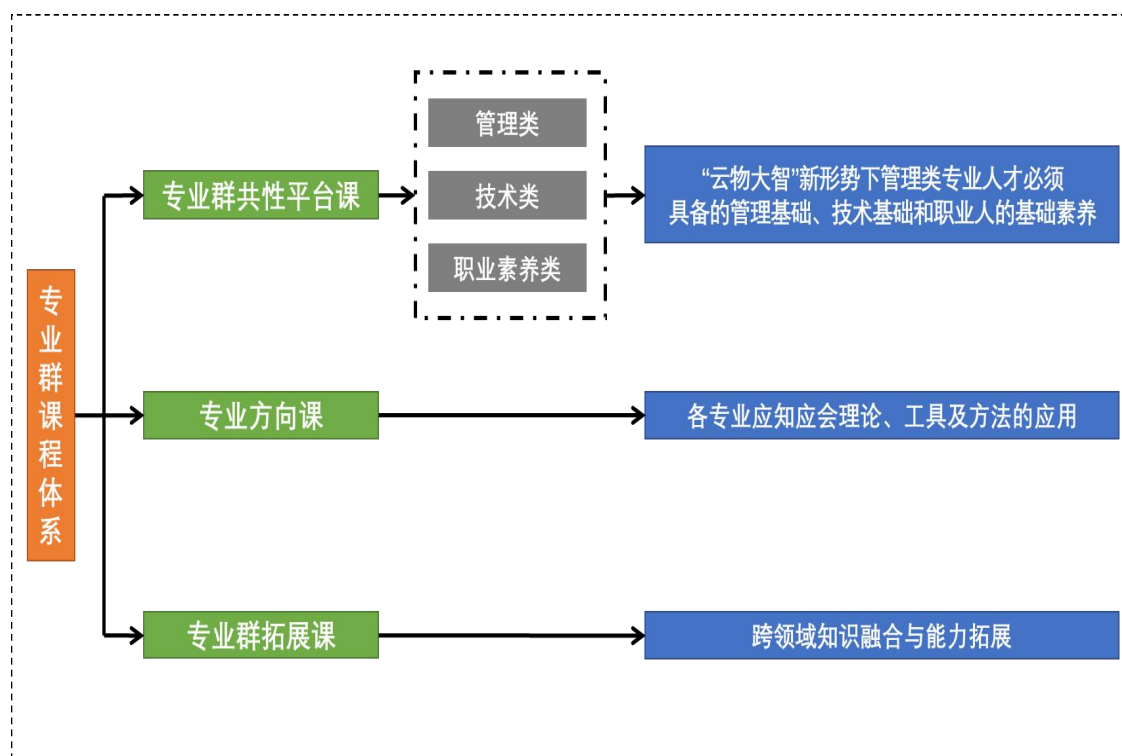 专业群课程体系
专业群共性平台课
管理类
技术类
职业素养类
“云物大智”新形势下管理类专业人才必须
具备的管理基础、技术基础和职业人的基础素养
专业方向课
各专业应知应会理论、工具及方法的应用
专业群拓展课
跨领域知识融合与能力拓展